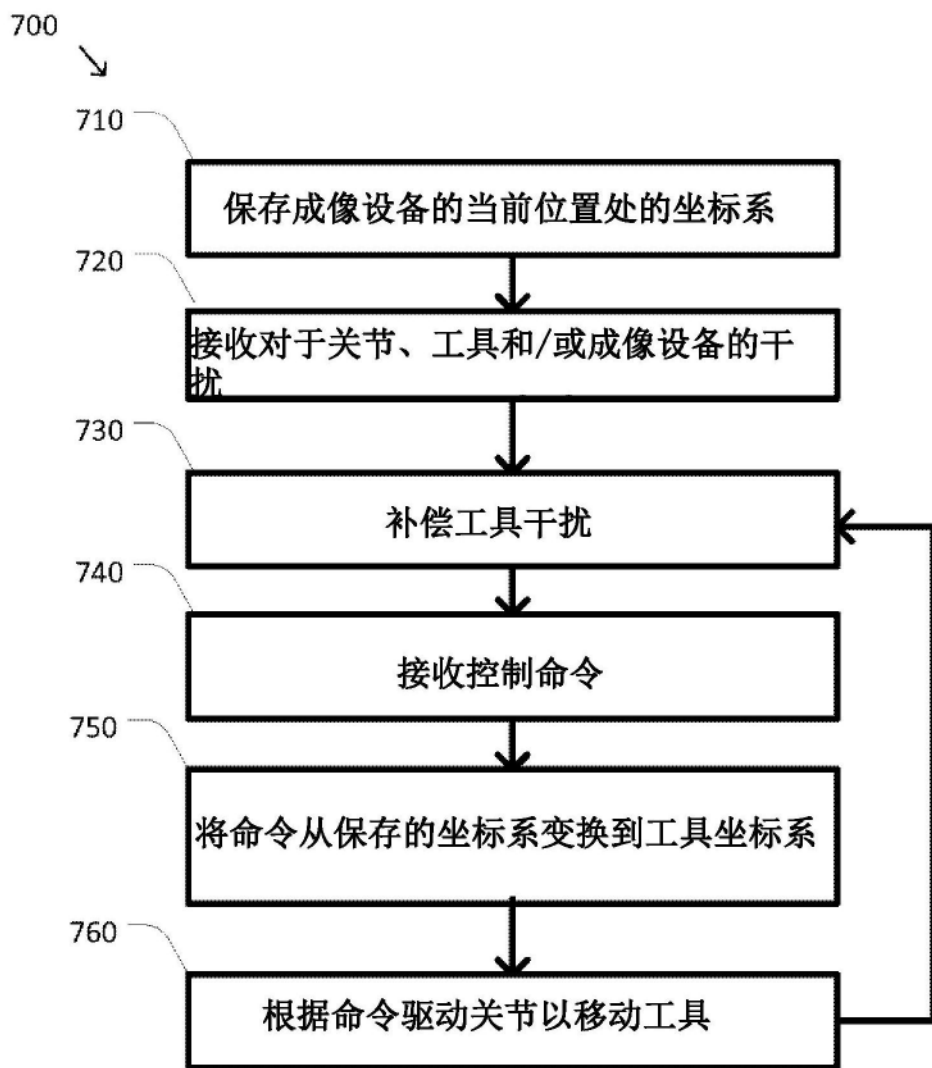 700
710
保存成像设备的当前位置处的坐标系
720
接收对于关节、工具和/或成像设备的干
扰
730
补偿工具干扰
740
接收控制命令
750
将命令从保存的坐标系变换到工具坐标系
760
根据命令驱动关节以移动工具